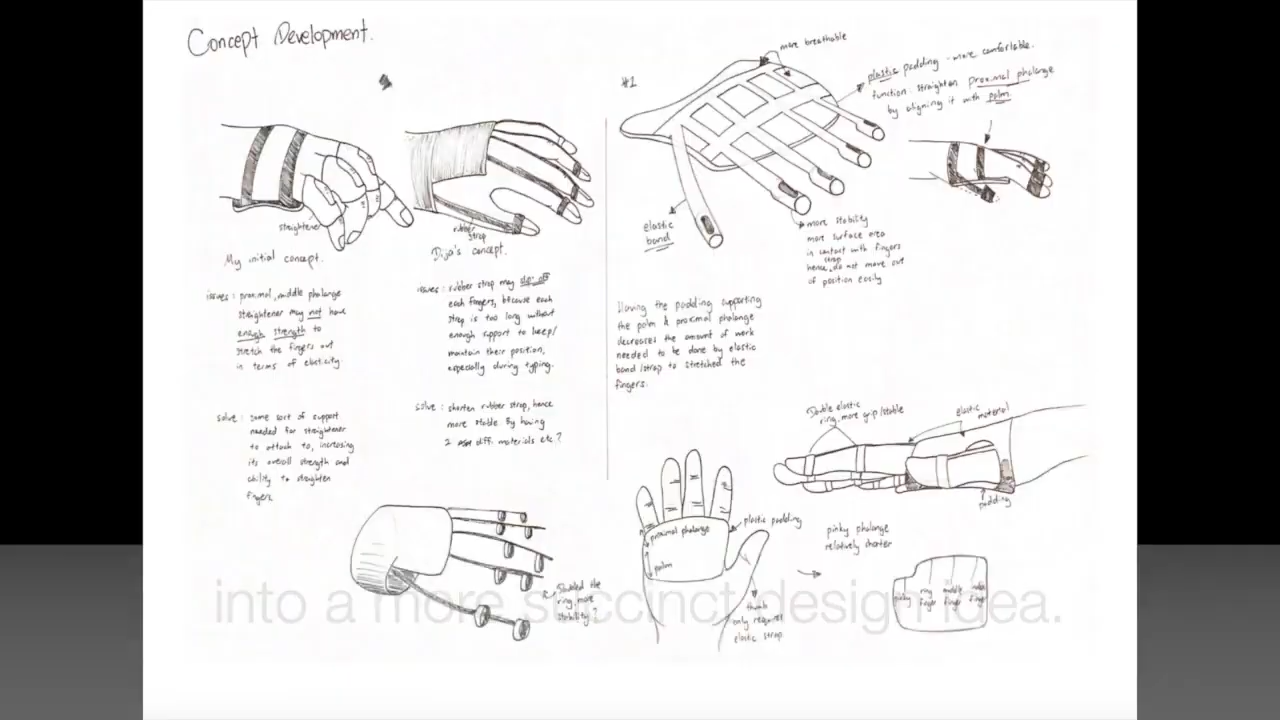 Concept Development.
straightener
My initial concept.
issues : proximal, middle phalange
straightener may not have
enough strength to
stretch the fingers out
in terms of elasticity.
solve : some sort of support
needed for straightener
to attach to, increasing
its overall strength and
ability to straighten
fingers.
rubber
strap
Dija's concept.
issues : rubber strap may slip off
each fingers, because each
strap is too long without
enough support to keep/
maintain their position,
especially during typing.
solve : shorten rubber strap, hence
more stable. By having
2 diff. materials etc?
Doubled the
ring, more
stability?
#1
more breathable
plastic padding - more comfortable.
function: straighten proximal phalange
by aligning it with palm.
elastic
band
more stability
more surface area
in contact with fingers
hence, strap do not move out
of position easily
Having the padding supporting
the palm & proximal phalange
decreases the amount of work
needed to be done by elastic
band/strap to stretched the
fingers.
Double elastic
ring, more grip/stable
elastic
material
padding
proximal phalange
palm
plastic padding
thumb
only requires
elastic strap.
pinky phalange
relatively shorter
pinky
ring
finger
middle
finger
index
finger
into a more succinct design idea.